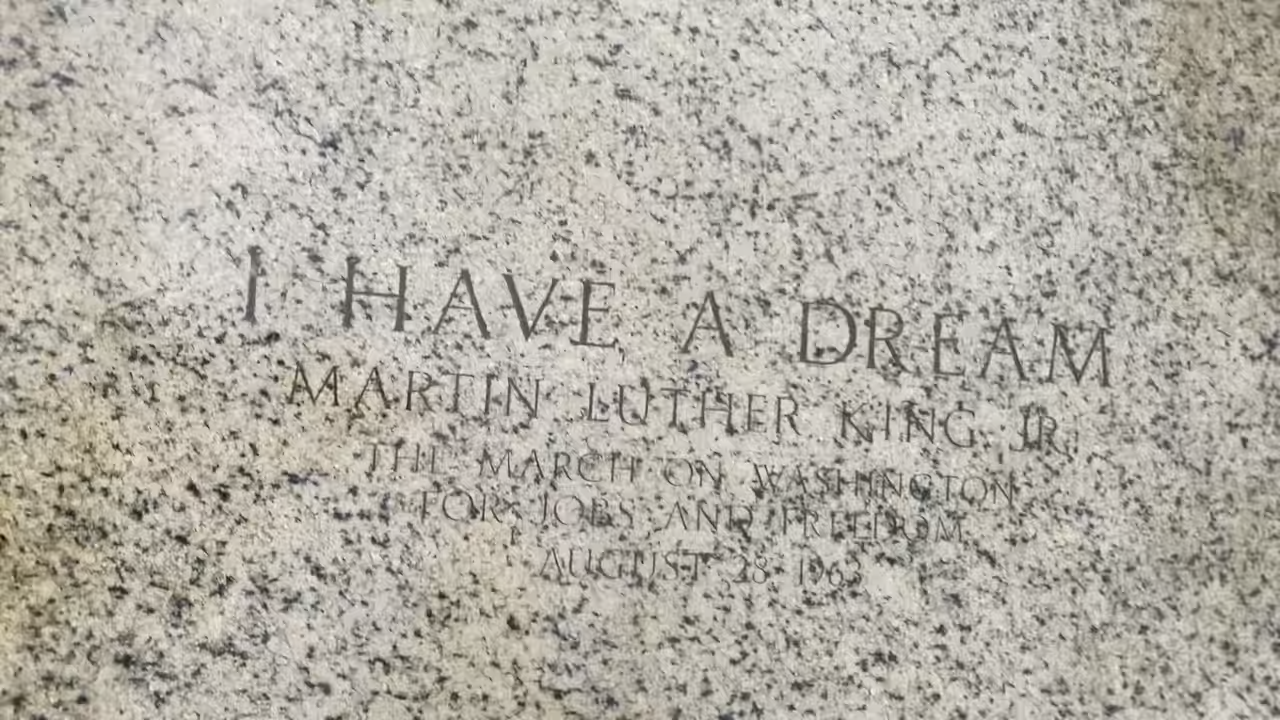 I HAVE A DREAM
MARTIN LUTHER KING JR
THE MARCH ON WASHINGTON
FOR JOBS AND FREEDOM
AUGUST 28 1963